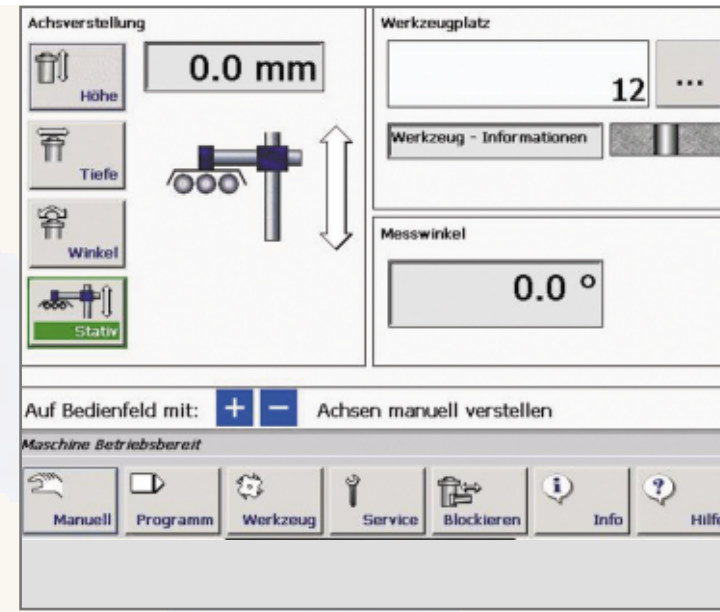 Achsverstellung
Höhe
0.0 mm
Tiefe
Winkel
Stativ
Werkzeugplatz
12 ...
Werkzeug - Informationen
Messwinkel
0.0 °
Auf Bedienfeld mit: + - Achsen manuell verstellen
Maschine Betriebsbereit
Manuell Programm Werkzeug Service Blockieren Info Hilfe